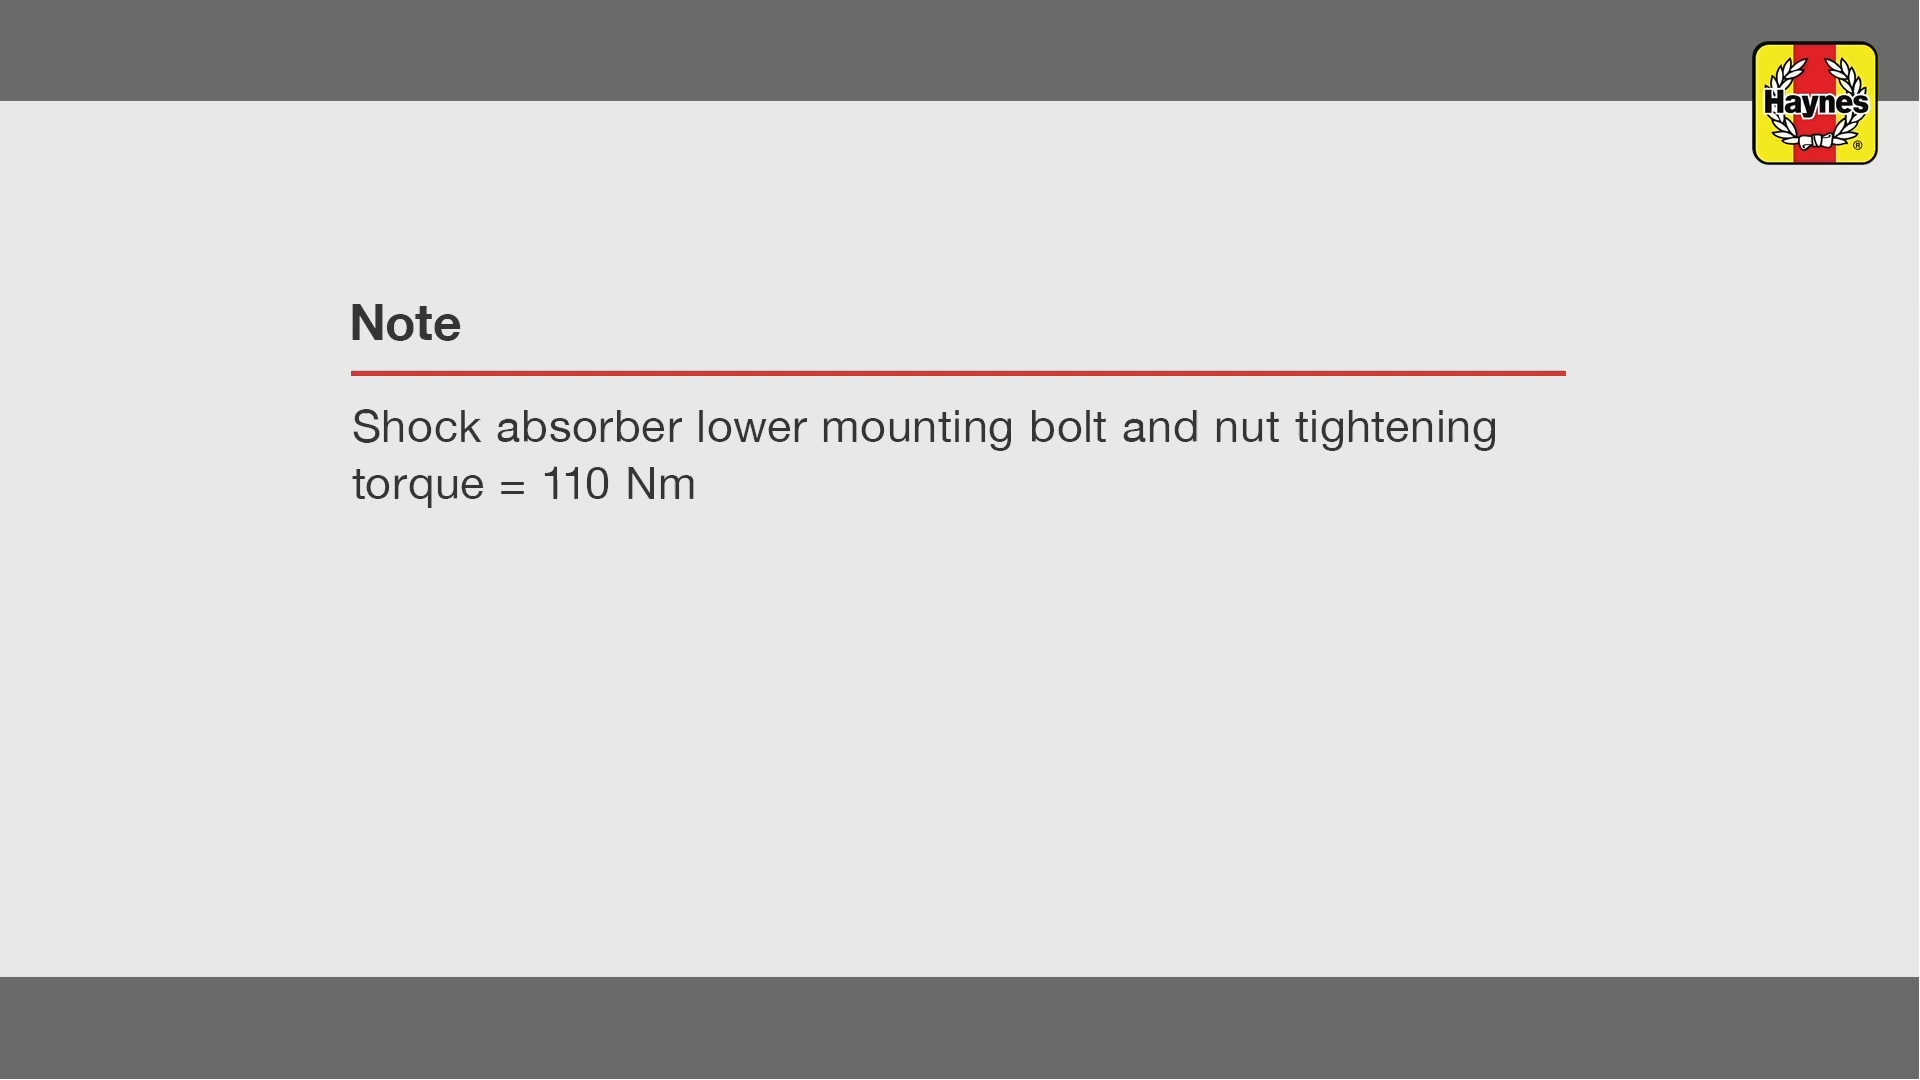 Haynes
®
Note
Shock absorber lower mounting bolt and nut tightening
torque = 110 Nm